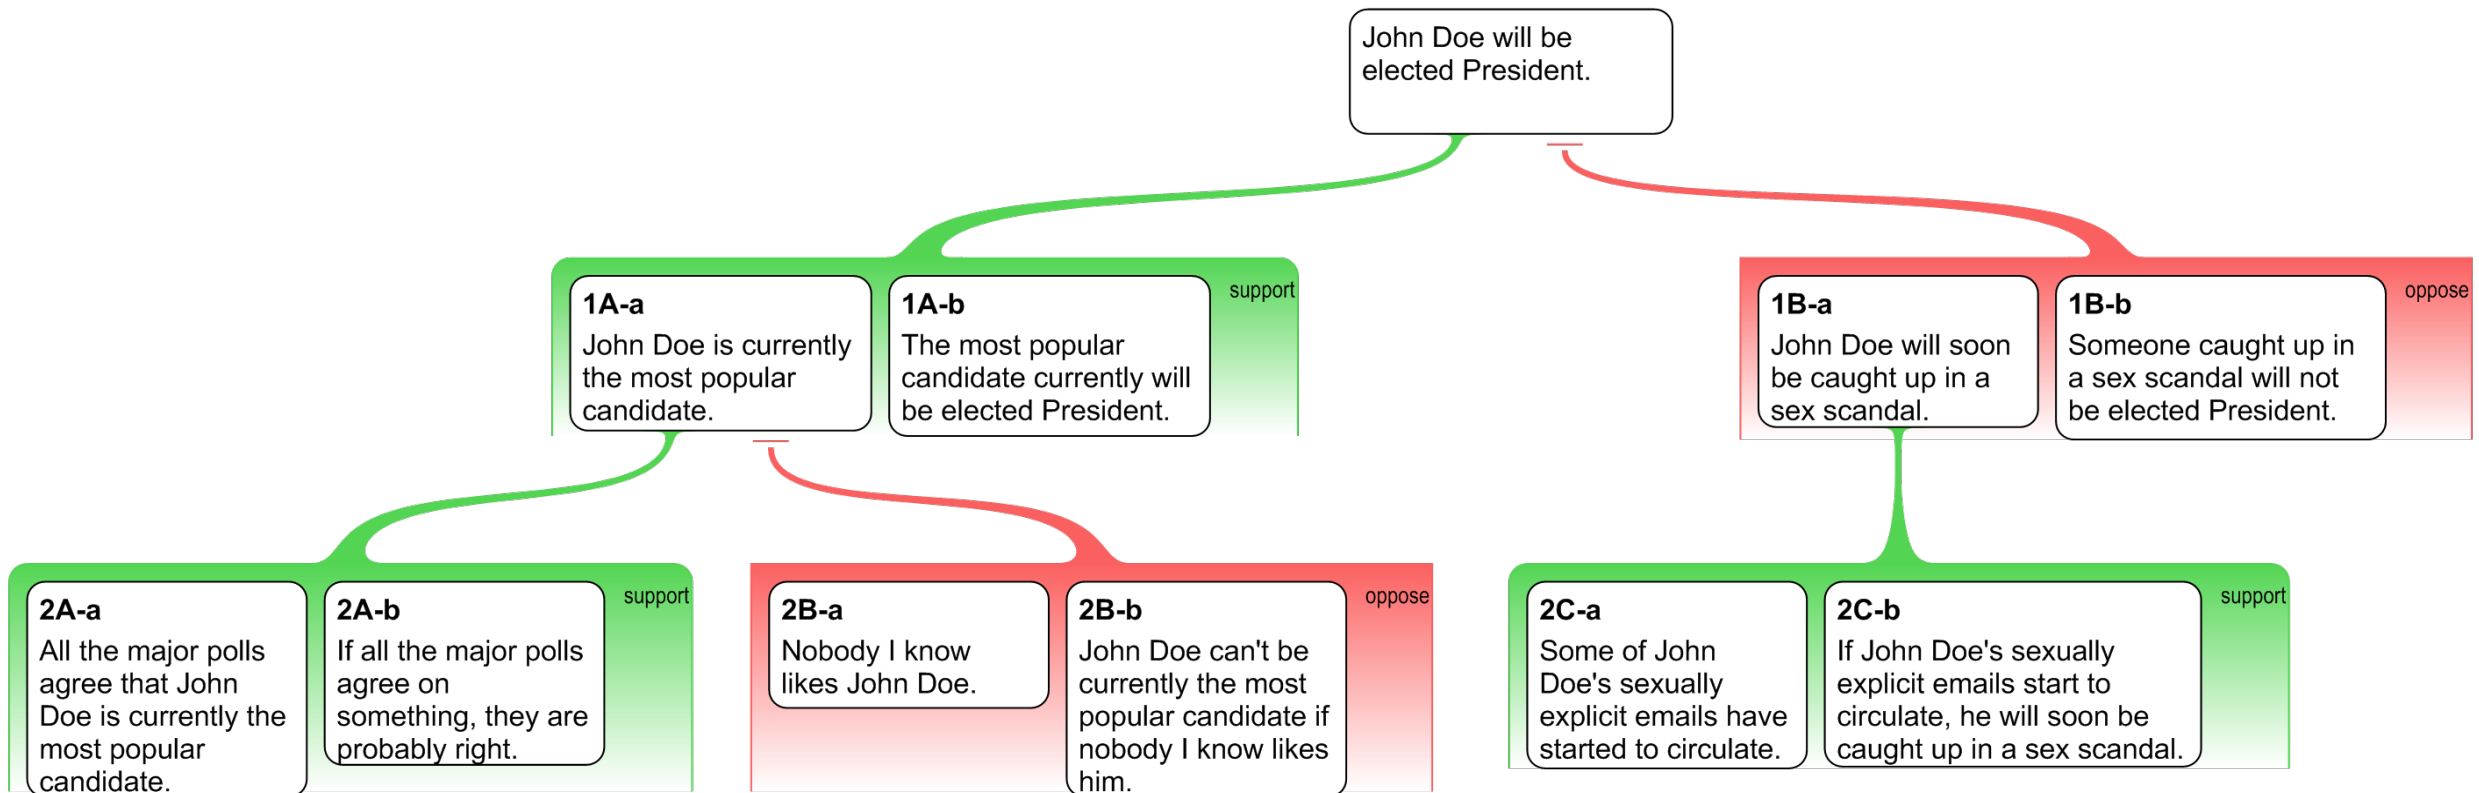 John Doe will be
elected President.
1A-a
John Doe is currently
the most popular
candidate.
1A-b
The most popular
candidate currently will
be elected President.
support
1B-a
John Doe will soon
be caught up in a
sex scandal.
1B-b
Someone caught up in
a sex scandal will not
be elected President.
oppose
2A-a
All the major polls
agree that John
Doe is currently the
most popular
candidate.
2A-b
If all the major polls
agree on
something, they are
probably right.
support
2B-a
Nobody I know
likes John Doe.
2B-b
John Doe can't be
currently the most
popular candidate if
nobody I know likes
him.
oppose
2C-a
Some of John
Doe's sexually
explicit emails have
started to circulate.
2C-b
If John Doe's sexually
explicit emails start to
circulate, he will soon be
caught up in a sex scandal.
support